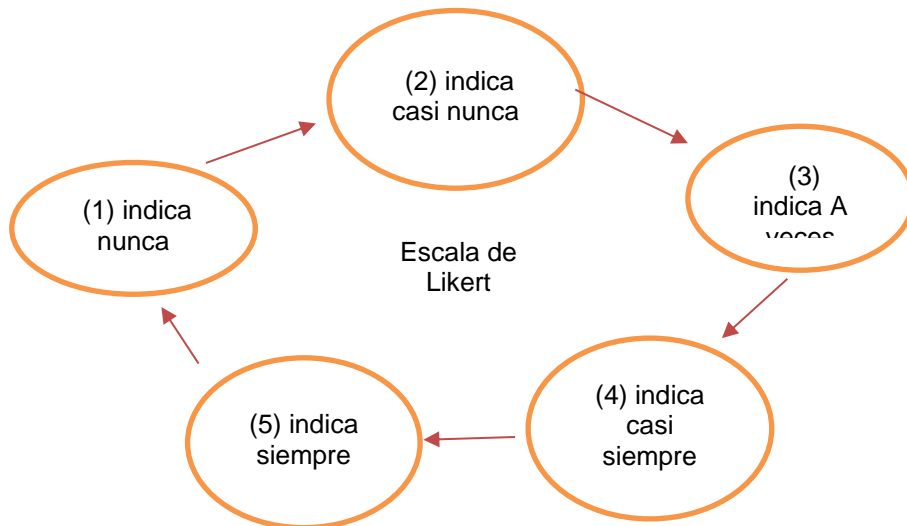 (1) indica
nunca
(2) indica
casi nunca
(3)
indica A
veces
(4) indica
casi
siempre
(5) indica
siempre
Escala de
Likert